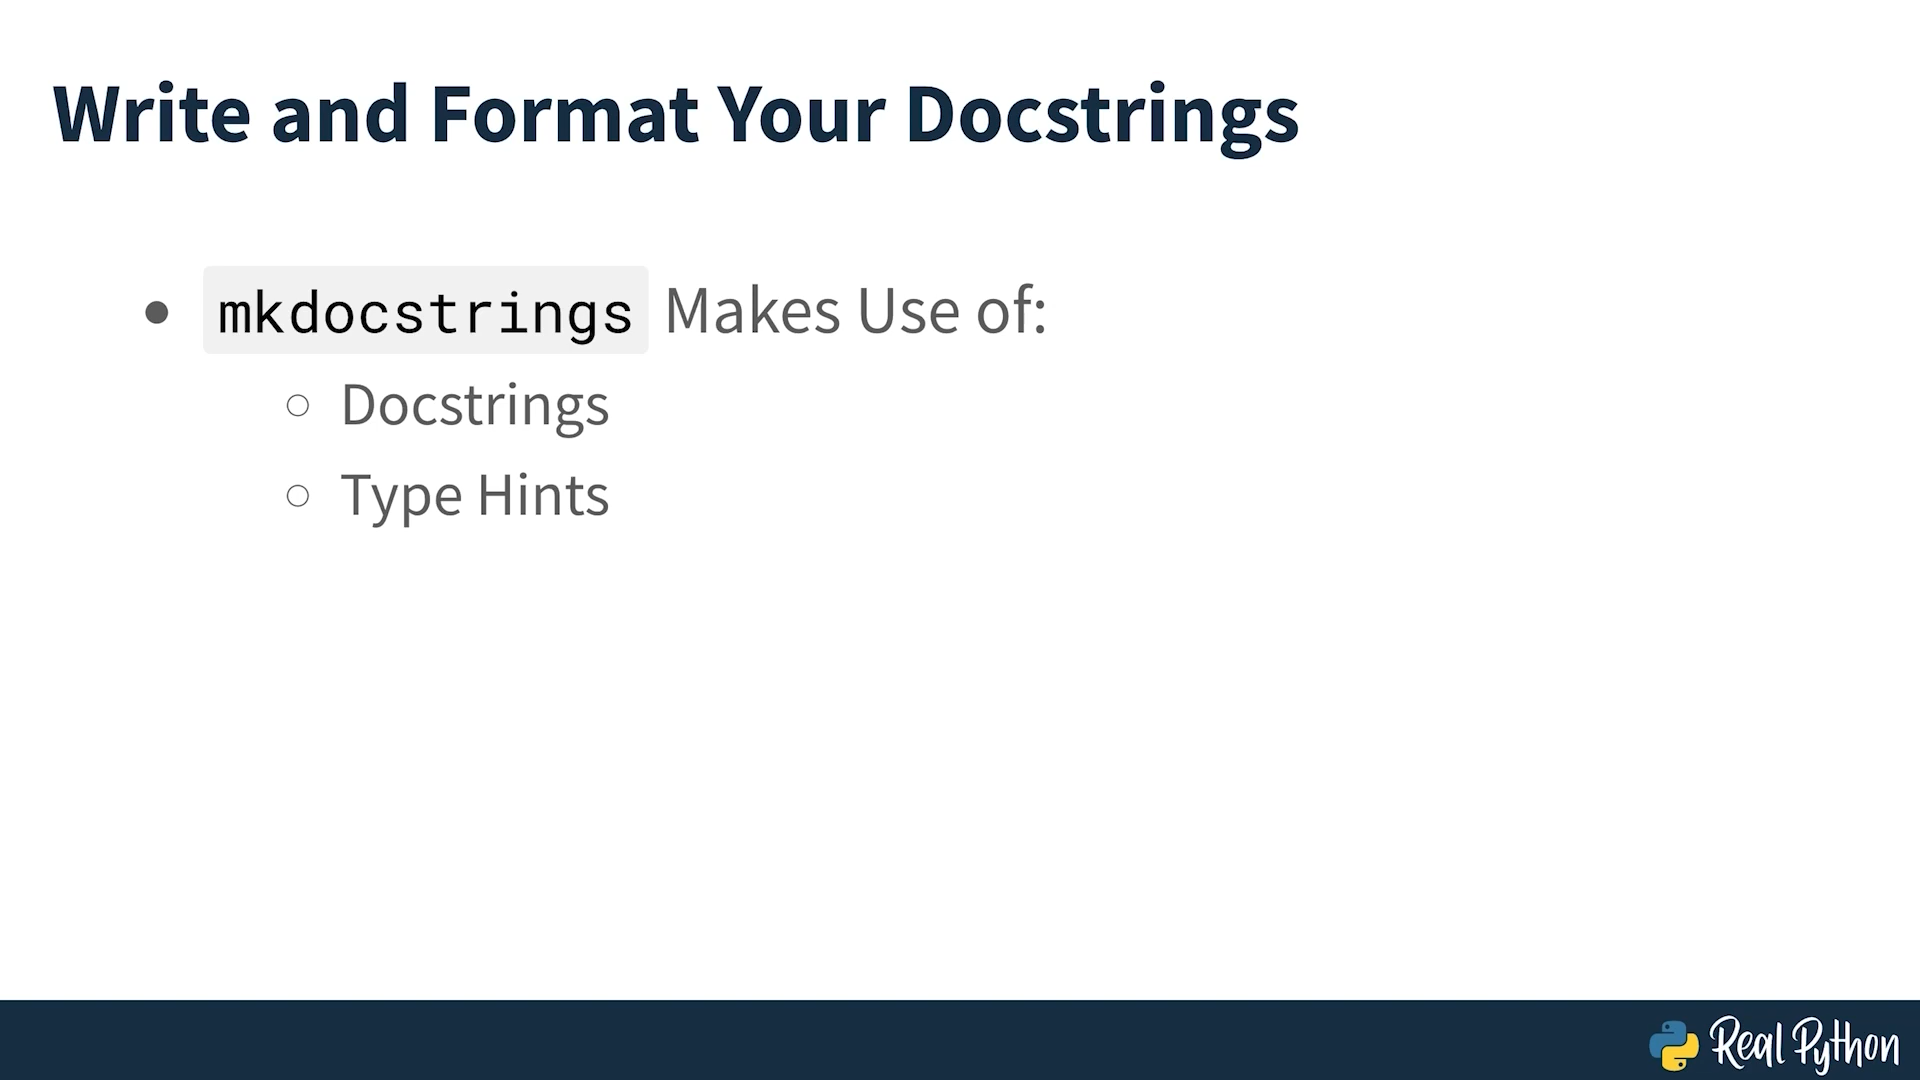 Write and Format Your Docstrings
mkdocstrings Makes Use of:
Docstrings
Type Hints
Real Python